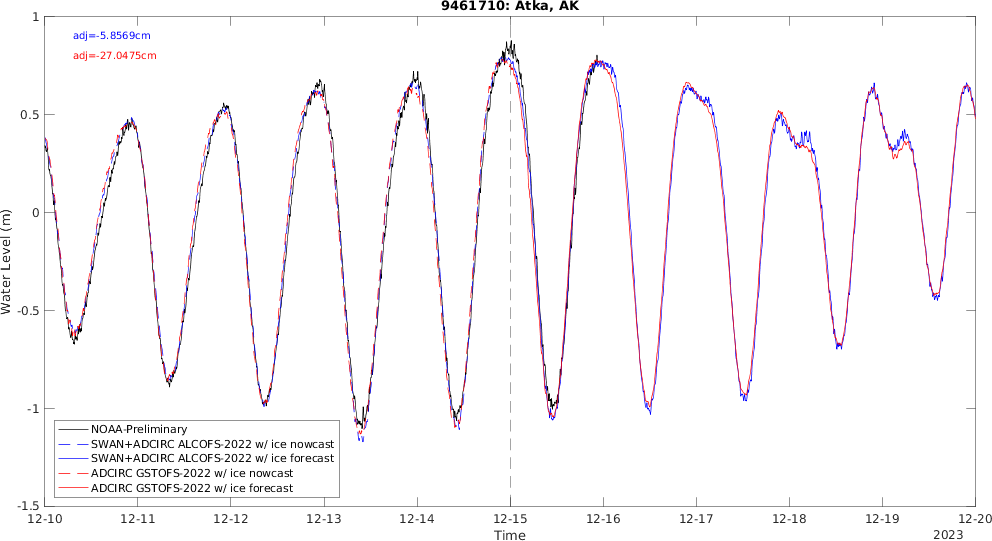 9461710: Atka, AK
adj=-5.8569cm
adj=-27.0475cm
1
0.5
0
-0.5
-1
-1.5
Water Level (m)
NOAA-Preliminary
SWAN+ADCIRC ALCOFS-2022 w/ ice nowcast
SWAN+ADCIRC ALCOFS-2022 w/ ice forecast
ADCIRC GSTOFS-2022 w/ ice nowcast
ADCIRC GSTOFS-2022 w/ ice forecast
12-10 12-11 12-12 12-13 12-14 12-15 12-16 12-17 12-18 12-19 12-20
Time
2023